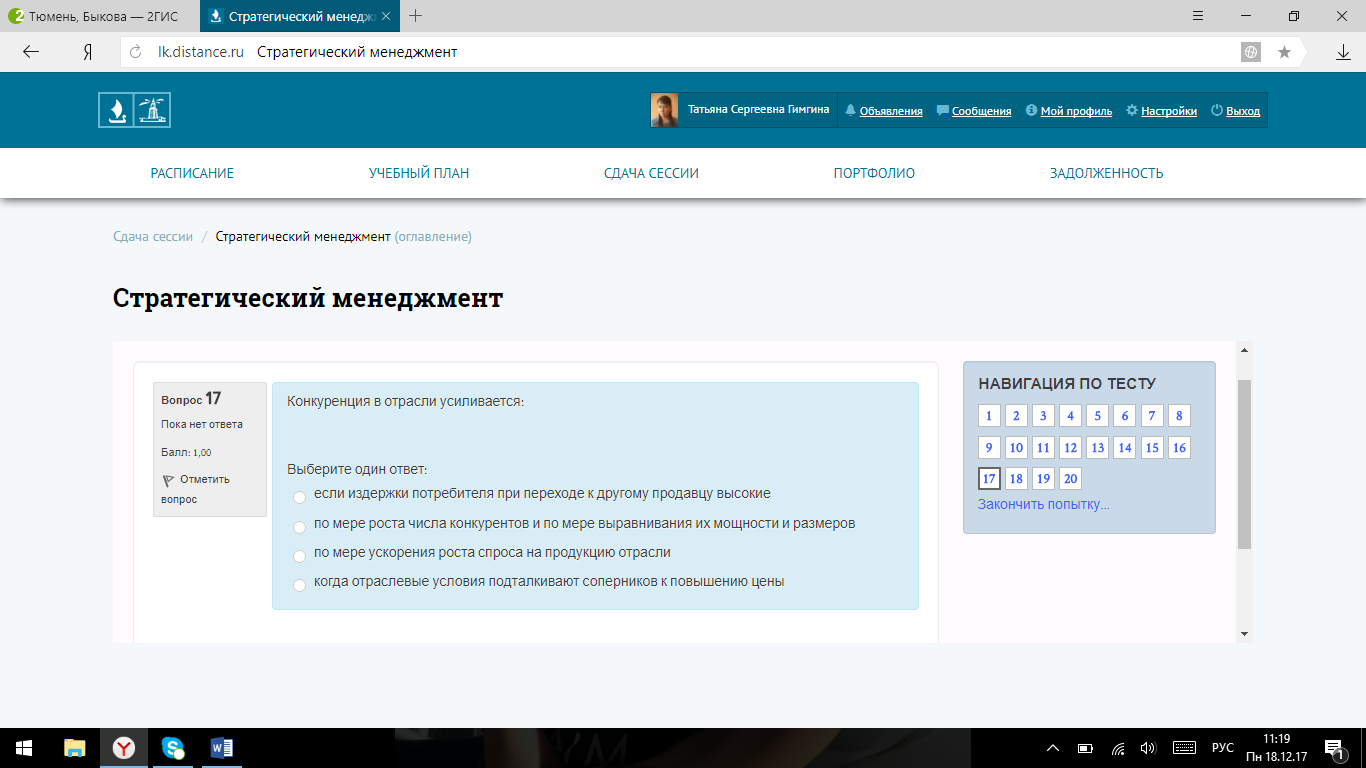 2 Тюмень, Быкова — 2ГИС
Стратегический менедж
Я
lk.distance.ru Стратегический менеджмент
Татьяна Сергеевна Гимгина
Объявления
Сообщения
Мой профиль
Настройки
Выход
РАСПИСАНИЕ
УЧЕБНЫЙ ПЛАН
СДАЧА СЕССИИ
ПОРТФОЛИО
ЗАДОЛЖЕННОСТЬ
Сдача сессии / Стратегический менеджмент (оглавление)
Стратегический менеджмент
Вопрос 17
Пока нет ответа
Балл: 1,00
Отметить
вопрос
Конкуренция в отрасли усиливается:
Выберите один ответ:
если издержки потребителя при переходе к другому продавцу высокие
по мере роста числа конкурентов и по мере выравнивания их мощности и размеров
по мере ускорения роста спроса на продукцию отрасли
когда отраслевые условия подталкивают соперников к повышению цены
НАВИГАЦИЯ ПО ТЕСТУ
1 2 3 4 5 6 7 8
9 10 11 12 13 14 15 16
17 18 19 20
Закончить попытку...
РУС
11:19
Пн 18.12.17
1